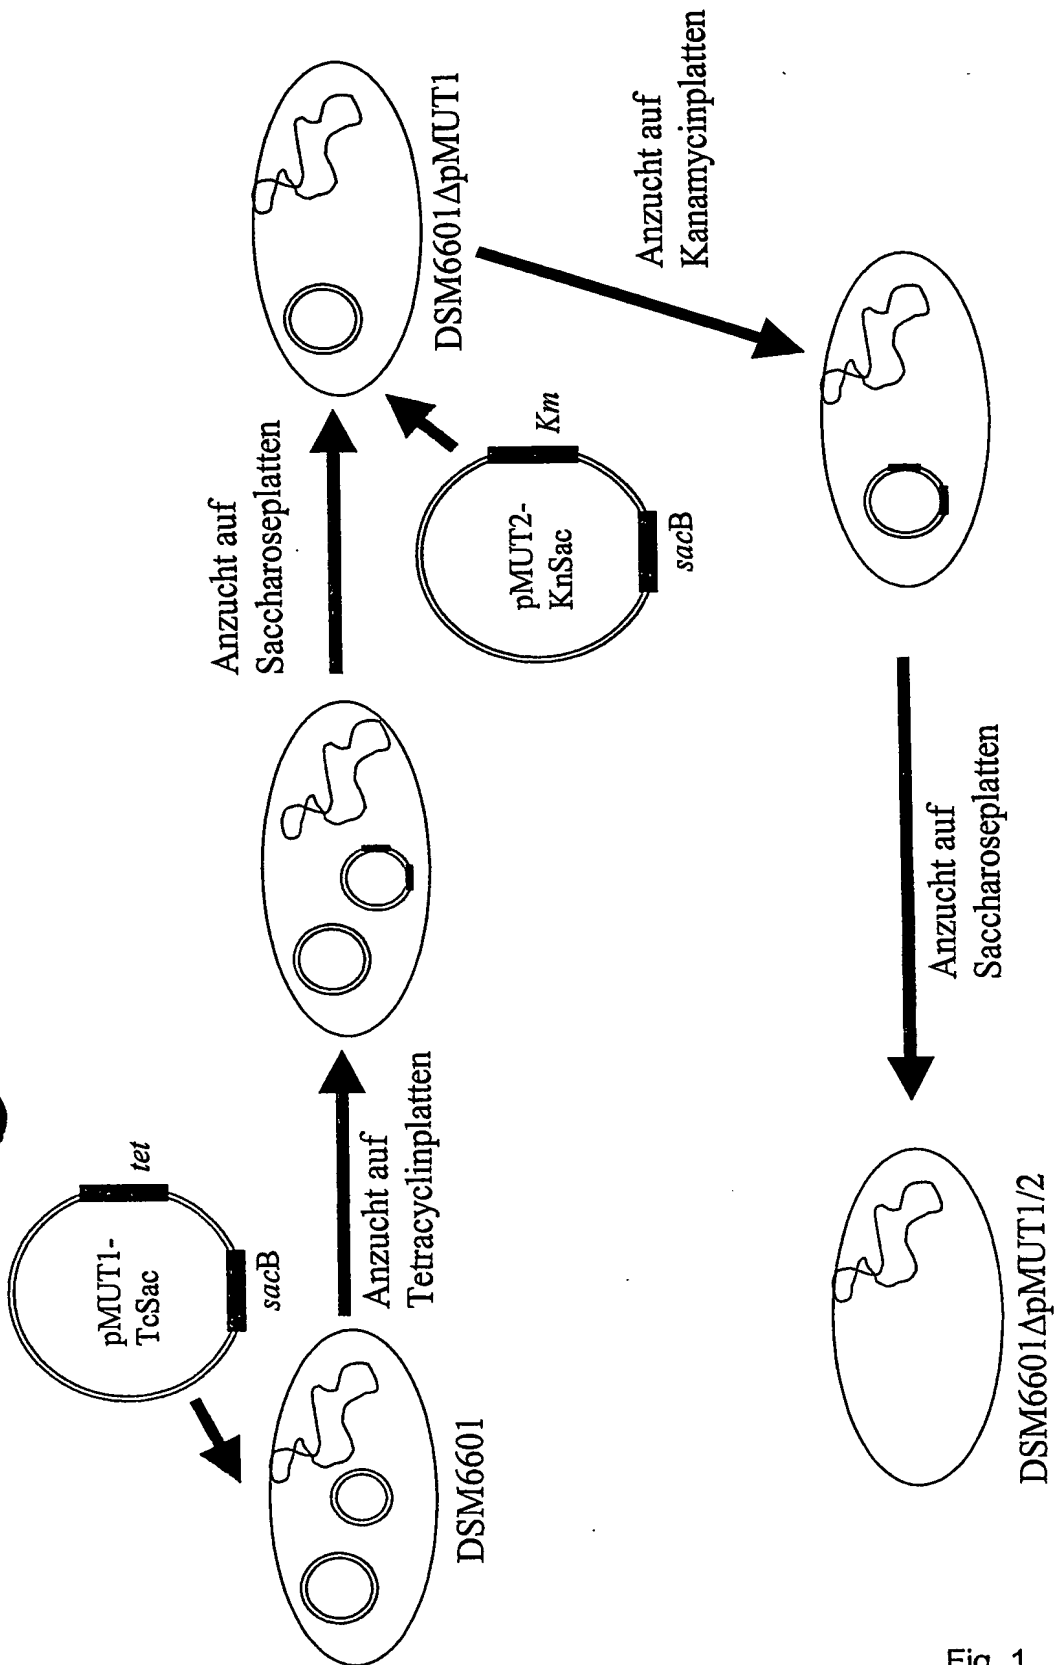 pMUT1-
TcSac
tet
sacB
DSM6601
Anzucht auf
Tetracyclinplatten
Anzucht auf
Saccharoseplatten
DSM6601ΔpMUT1
pMUT2-
KnSac
Km
sacB
Anzucht auf
Kanamycinplatten
Anzucht auf
Saccharoseplatten
DSM6601ΔpMUT1/2
Fig. 1